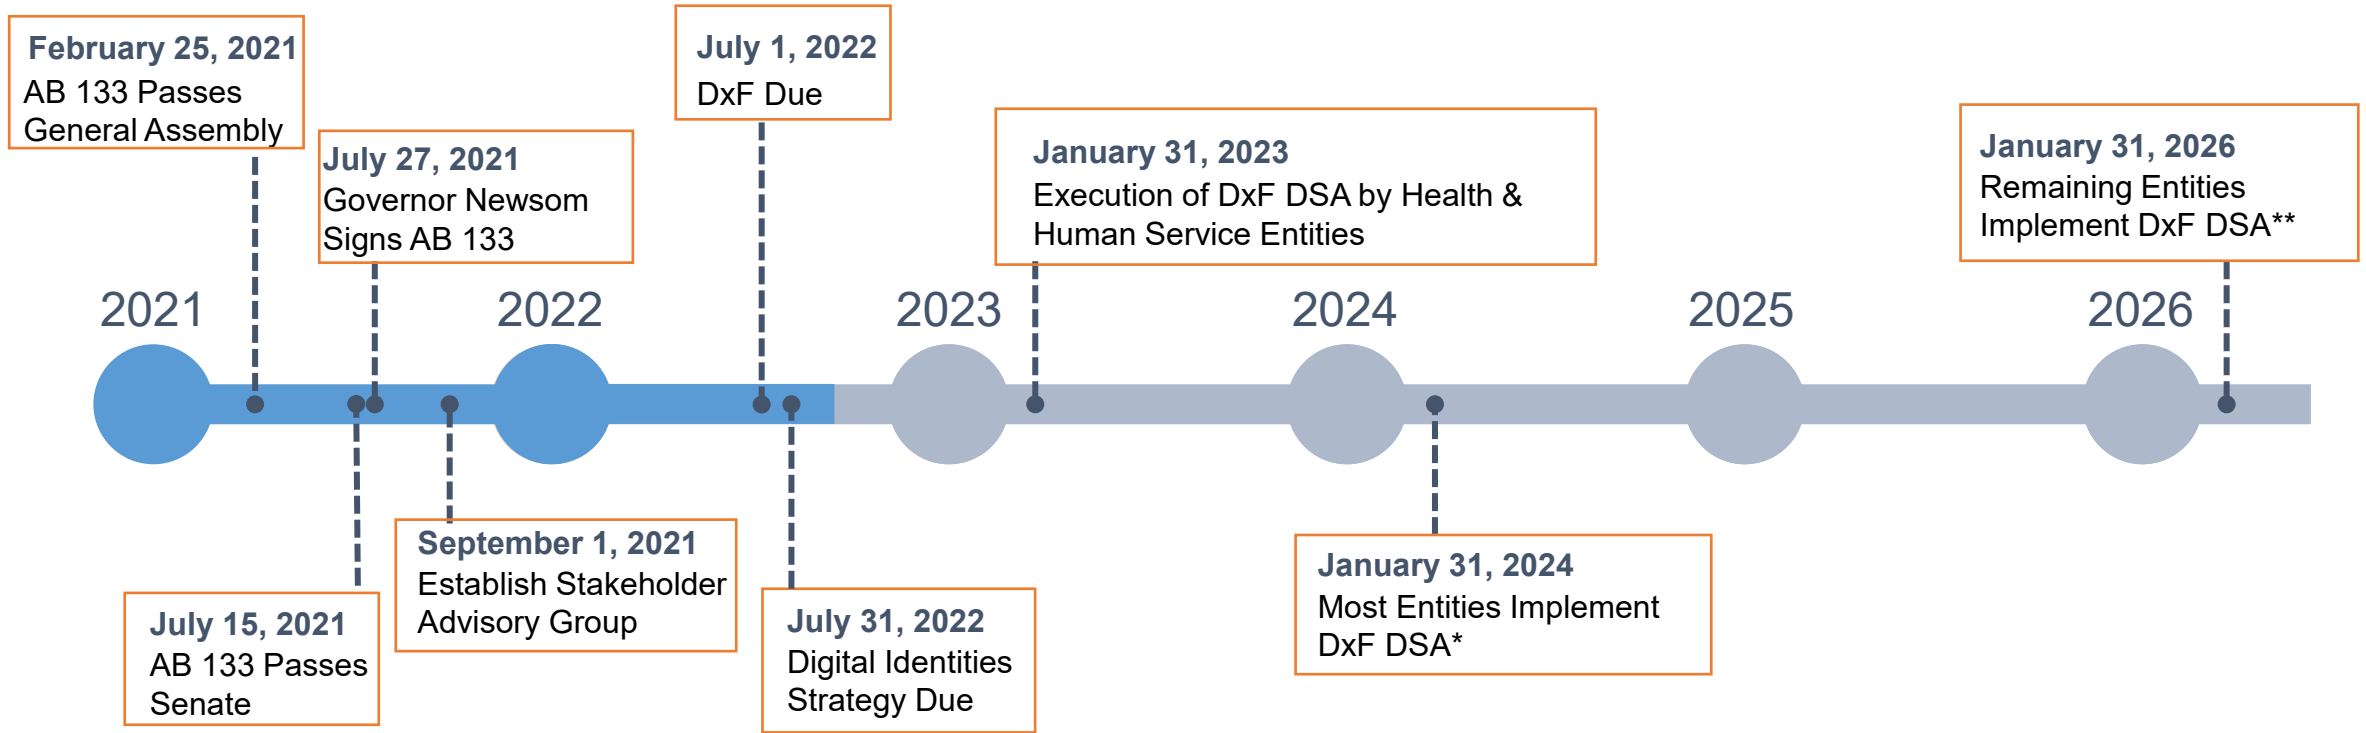 February 25, 2021
AB 133 Passes
General Assembly
July 27, 2021
Governor Newsom
Signs AB 133
July 1, 2022
DxF Due
January 31, 2023
Execution of DxF DSA by Health &
Human Service Entities
January 31, 2026
Remaining Entities
Implement DxF DSA**
2021
2022
2023
2024
2025
2026
July 15, 2021
AB 133 Passes
Senate
September 1, 2021
Establish Stakeholder
Advisory Group
July 31, 2022
Digital Identities
Strategy Due
January 31, 2024
Most Entities Implement
DxF DSA*